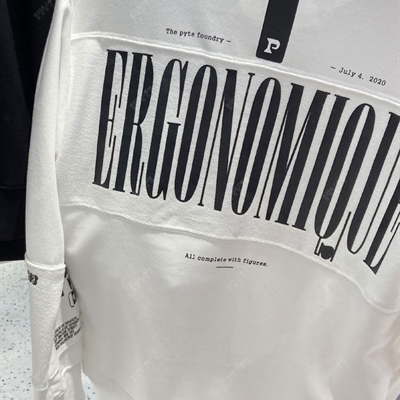 P
The pyte foundry —
— July 4, 2020
ERGONOMIQUE
All complete with figures.